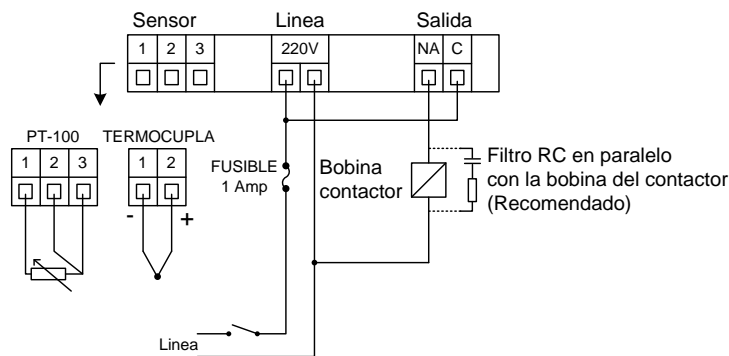 Sensor Linea Salida
1 2 3 220V NA C
PT-100 TERMOCUPLA
1 2 3 1 2
- +
FUSIBLE
1 Amp
Bobina
contactor
Filtro RC en paralelo
con la bobina del contactor
(Recomendado)
Linea